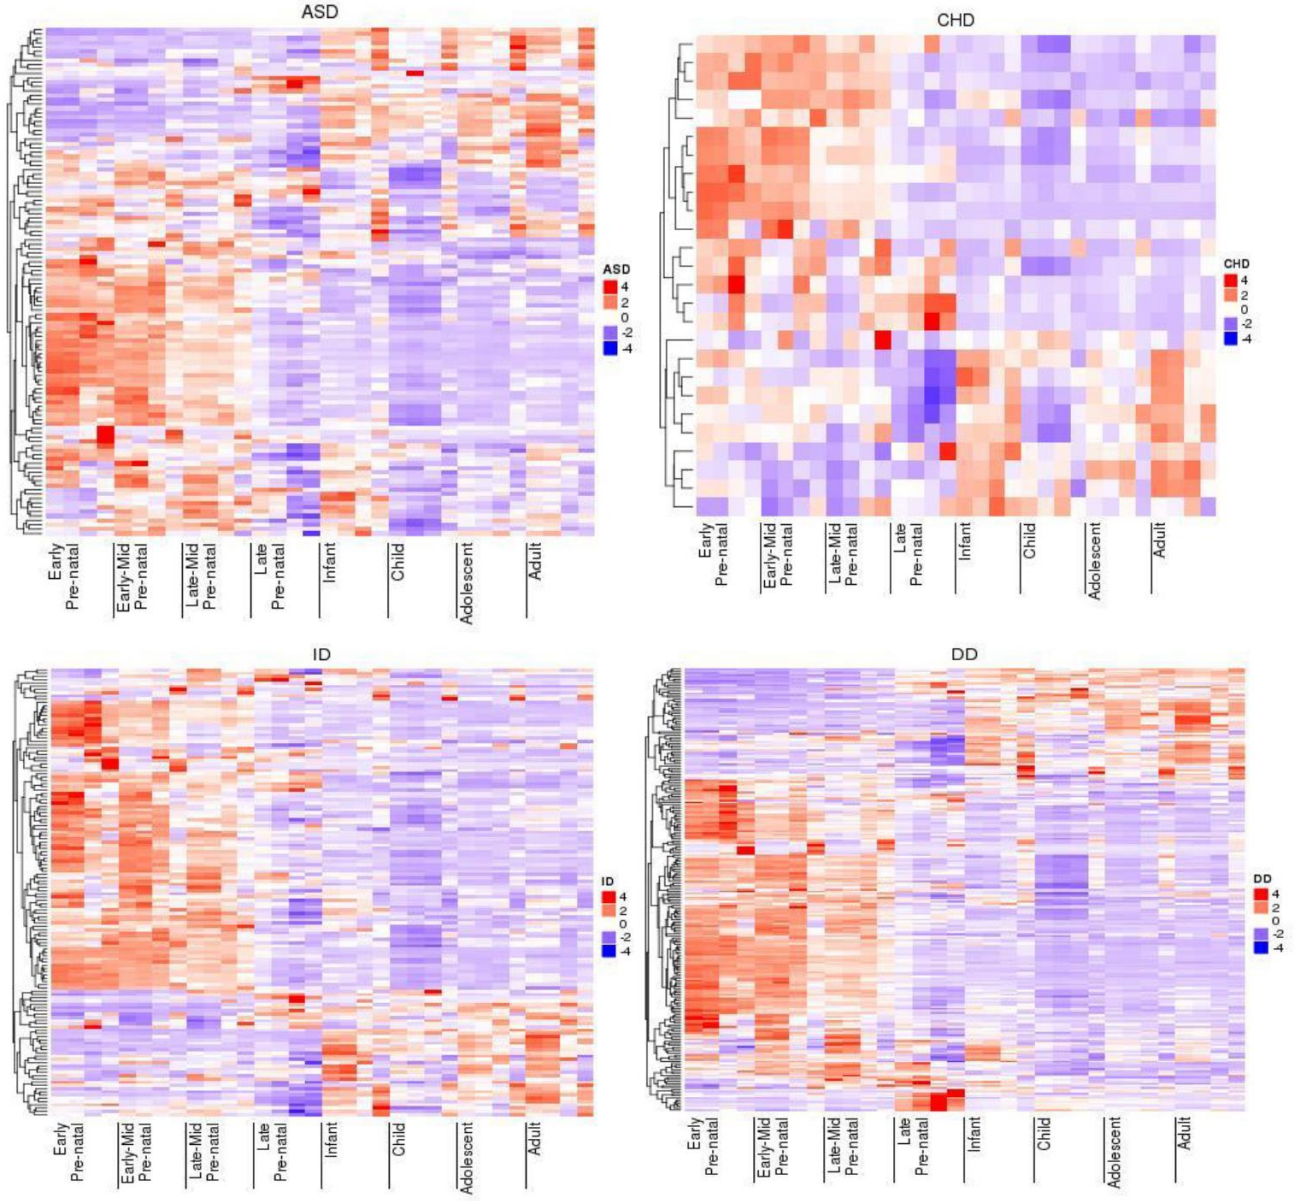 ASD
ASD
4
2
0
-2
-4
Early
Pre-natal
Early-Mid
Pre-natal
Late-Mid
Pre-natal
Late
Pre-natal
Infant
Child
Adolescent
Adult
CHD
CHD
4
2
0
-2
-4
Early
Pre-natal
Early-Mid
Pre-natal
Late-Mid
Pre-natal
Late
Pre-natal
Infant
Child
Adolescent
Adult
ID
ID
4
2
0
-2
-4
Early
Pre-natal
Early-Mid
Pre-natal
Late-Mid
Pre-natal
Late
Pre-natal
Infant
Child
Adolescent
Adult
DD
DD
4
2
0
-2
-4
Early
Pre-natal
Early-Mid
Pre-natal
Late-Mid
Pre-natal
Late
Pre-natal
Infant
Child
Adolescent
Adult